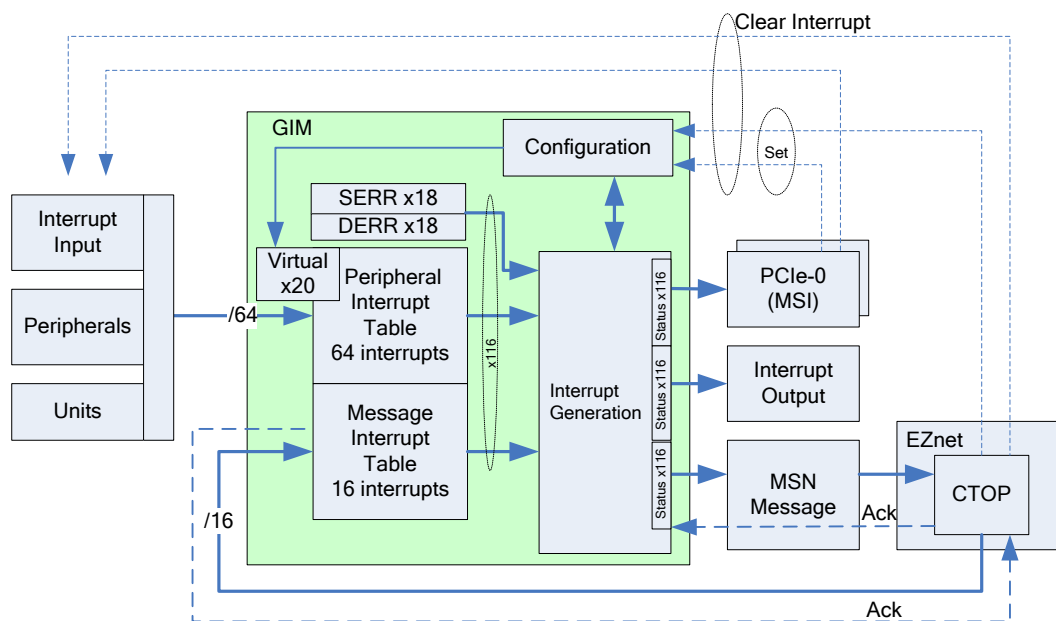 Clear Interrupt
GIM
Configuration
Set
SERR x18
DERR x18
Interrupt
Input
Virtual
x20
Peripheral
Interrupt
Table
64 interrupts
PCIe-0
(MSI)
Status x116
Peripherals
/64
x116
Interrupt
Generation
Status x116
Interrupt
Output
Units
Message
Interrupt
Table
16 interrupts
Status x116
MSN
Message
EZnet
CTOP
Ack
/16
Ack